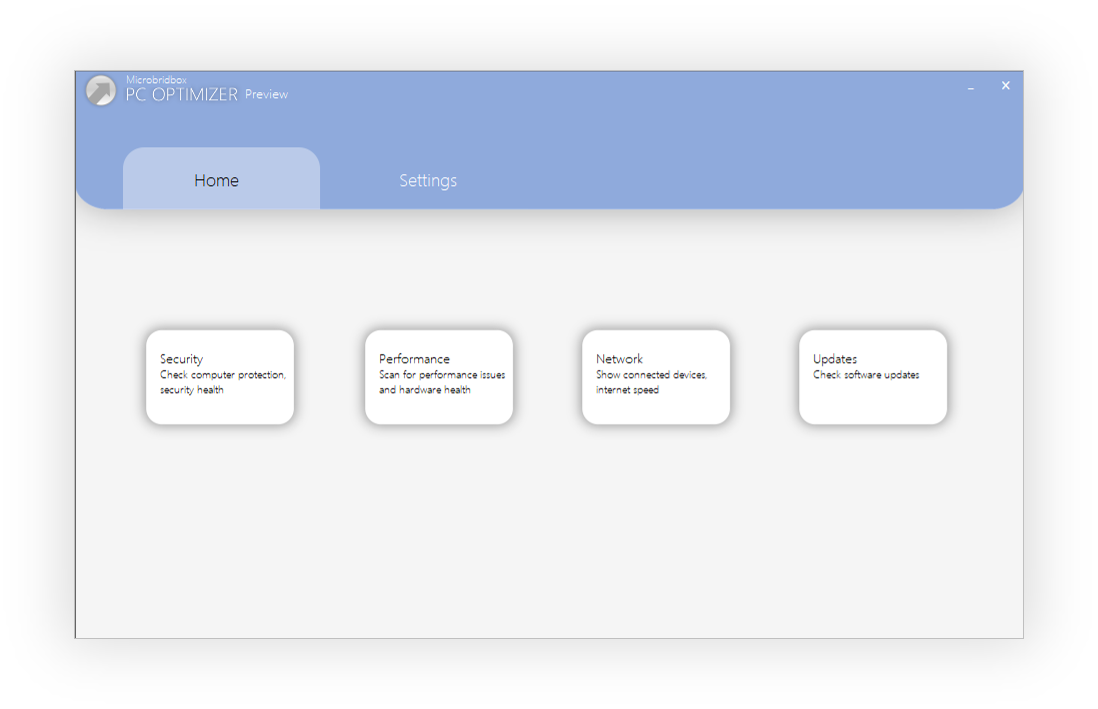 Microbridbox
PC OPTIMIZER Preview
Home
Settings
Security
Check computer protection,
security health
Performance
Scan for performance issues
and hardware health
Network
Show connected devices,
internet speed
Updates
Check software updates